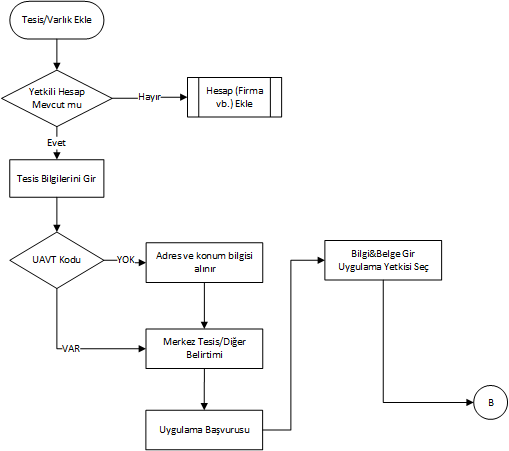 Tesis/Varlık Ekle
Yetkili Hesap
Mevcut mu
Hayır
Hesap (Firma
vb.) Ekle
Evet
Tesis Bilgilerini Gir
UAVT Kodu
YOK
Adres ve konum bilgisi
alınır
Bilgi&Belge Gir
Uygulama Yetkisi Seç
VAR
Merkez Tesis/Diğer
Belirtimi
B
Uygulama Başvurusu